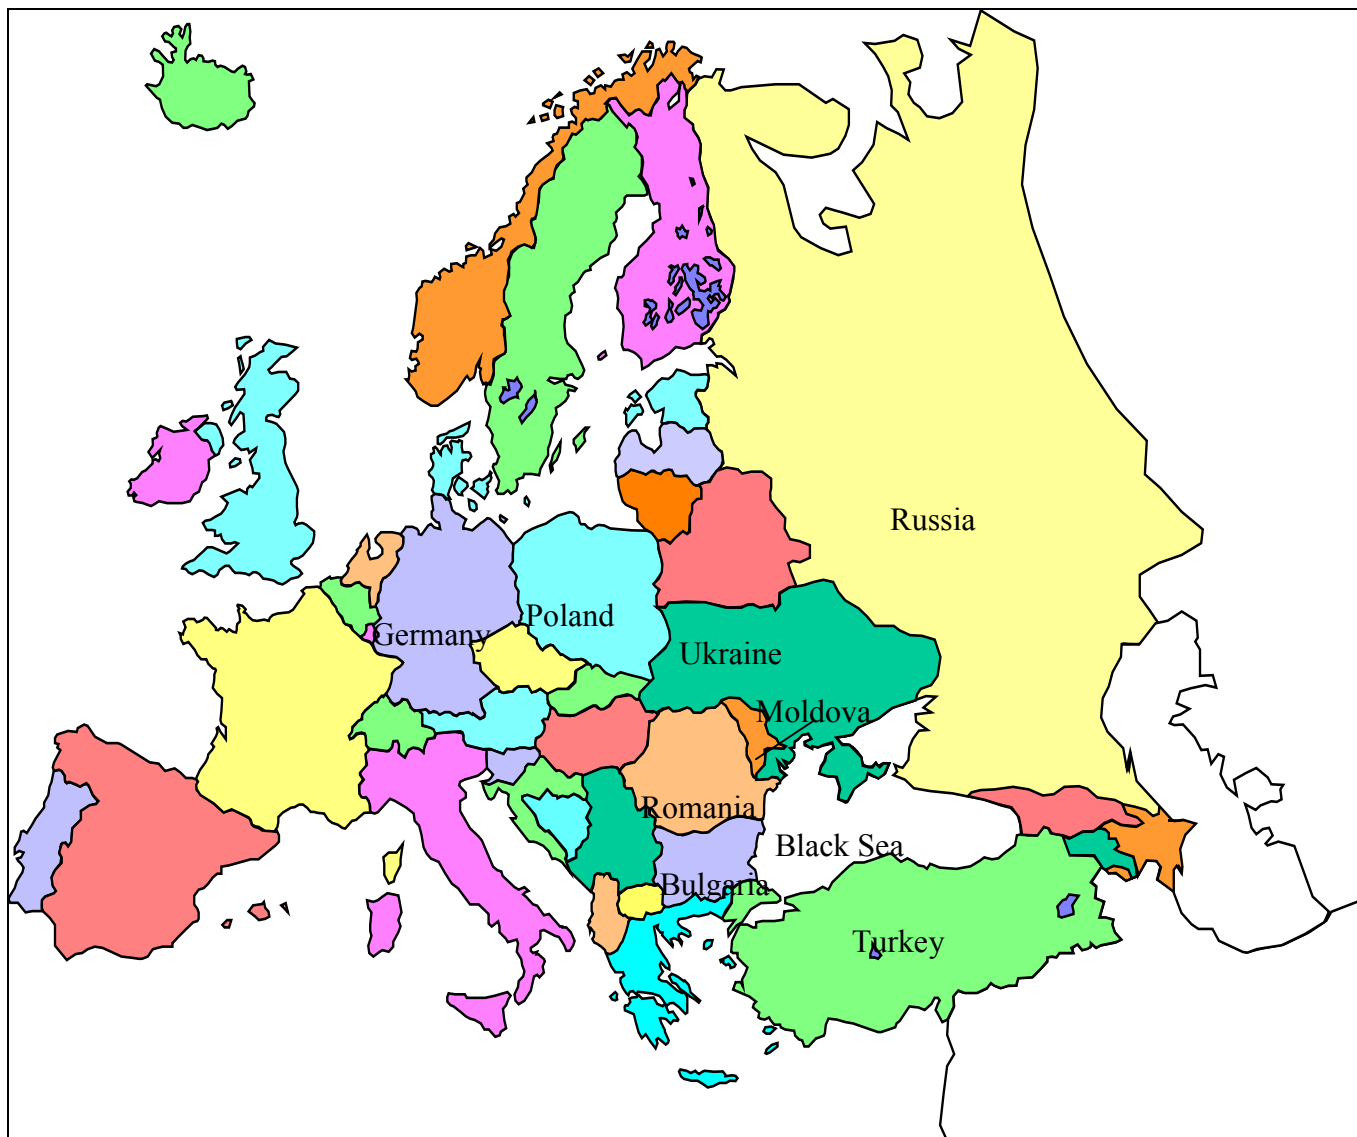 Russia
Poland
Germany
Ukraine
Moldova
Romania
Black Sea
Bulgaria
Turkey